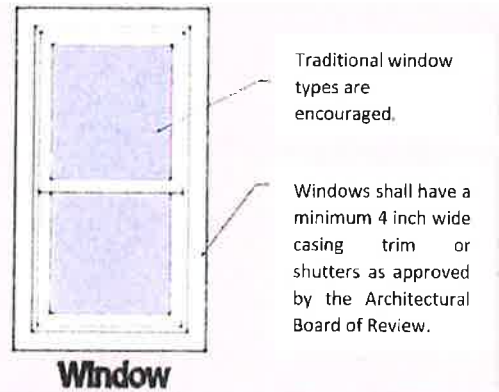 Traditional window
types are
encouraged.
Windows shall have a
minimum 4 inch wide
casing trim or
shutters as approved
by the Architectural
Board of Review.
Window